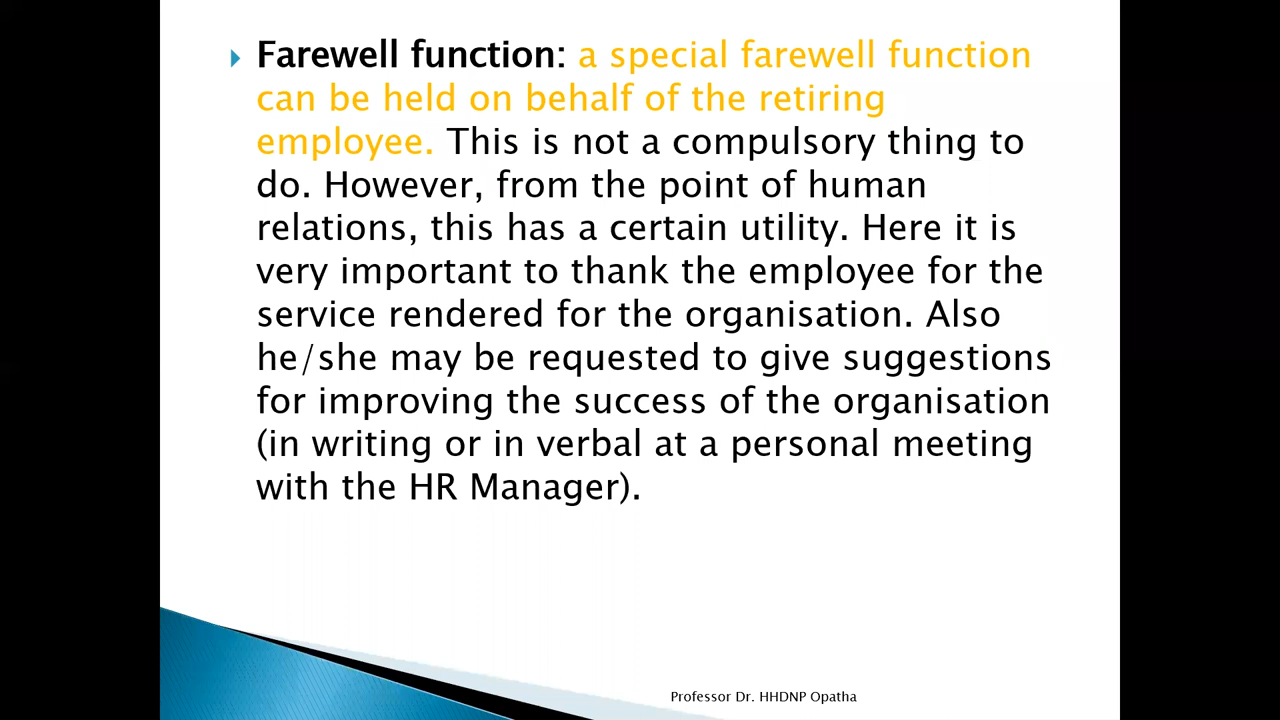 Farewell function: a special farewell function
can be held on behalf of the retiring
employee. This is not a compulsory thing to
do. However, from the point of human
relations, this has a certain utility. Here it is
very important to thank the employee for the
service rendered for the organisation. Also
he/she may be requested to give suggestions
for improving the success of the organisation
(in writing or in verbal at a personal meeting
with the HR Manager).
Professor Dr. HHDNP Opatha